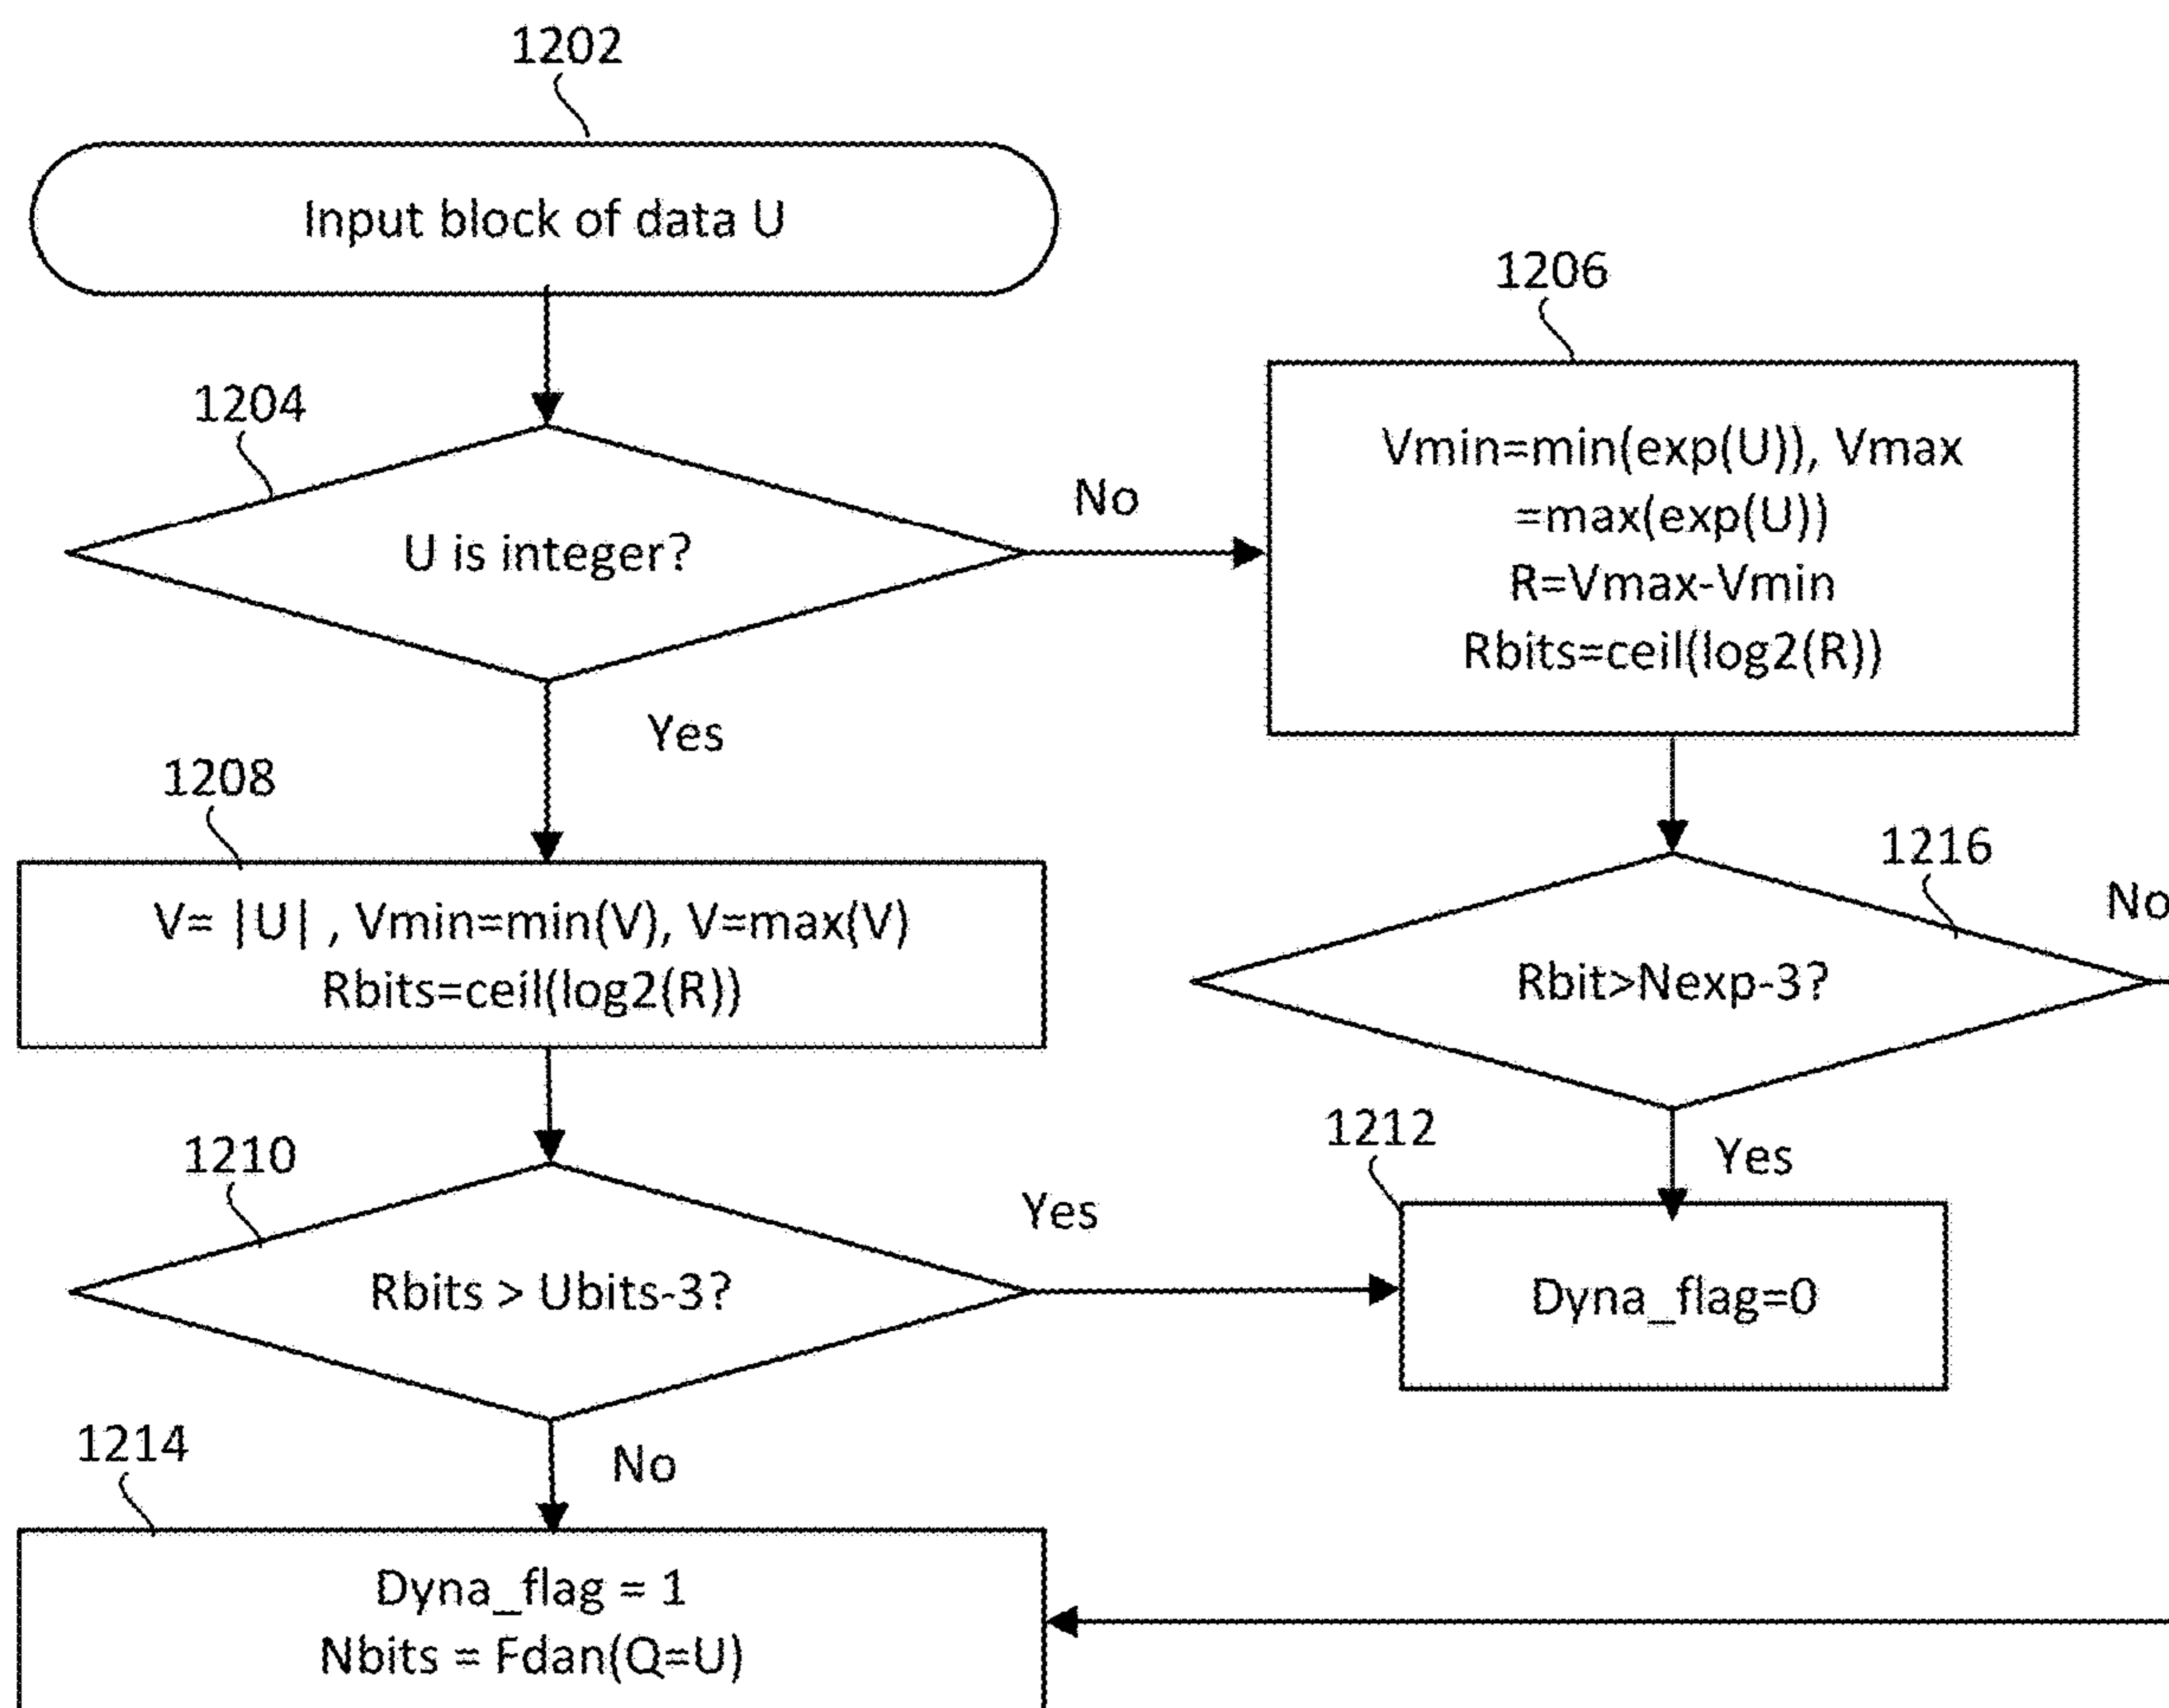 1202
Input block of data U
1204
U is integer?
No
1206
Vmin=min(exp(U)), Vmax
=max(exp(U))
R=Vmax-Vmin
Rbits=ceil(log2(R))
Yes
1208
V= |U| , Vmin=min(V), V=max(V)
Rbits=ceil(log2(R))
1216
Rbit>Nexp-3?
No
Yes
1210
Rbits > Ubits-3?
Yes
1212
Dyna_flag=0
No
1214
Dyna_flag = 1
Nbits = Fdan(Q=U)